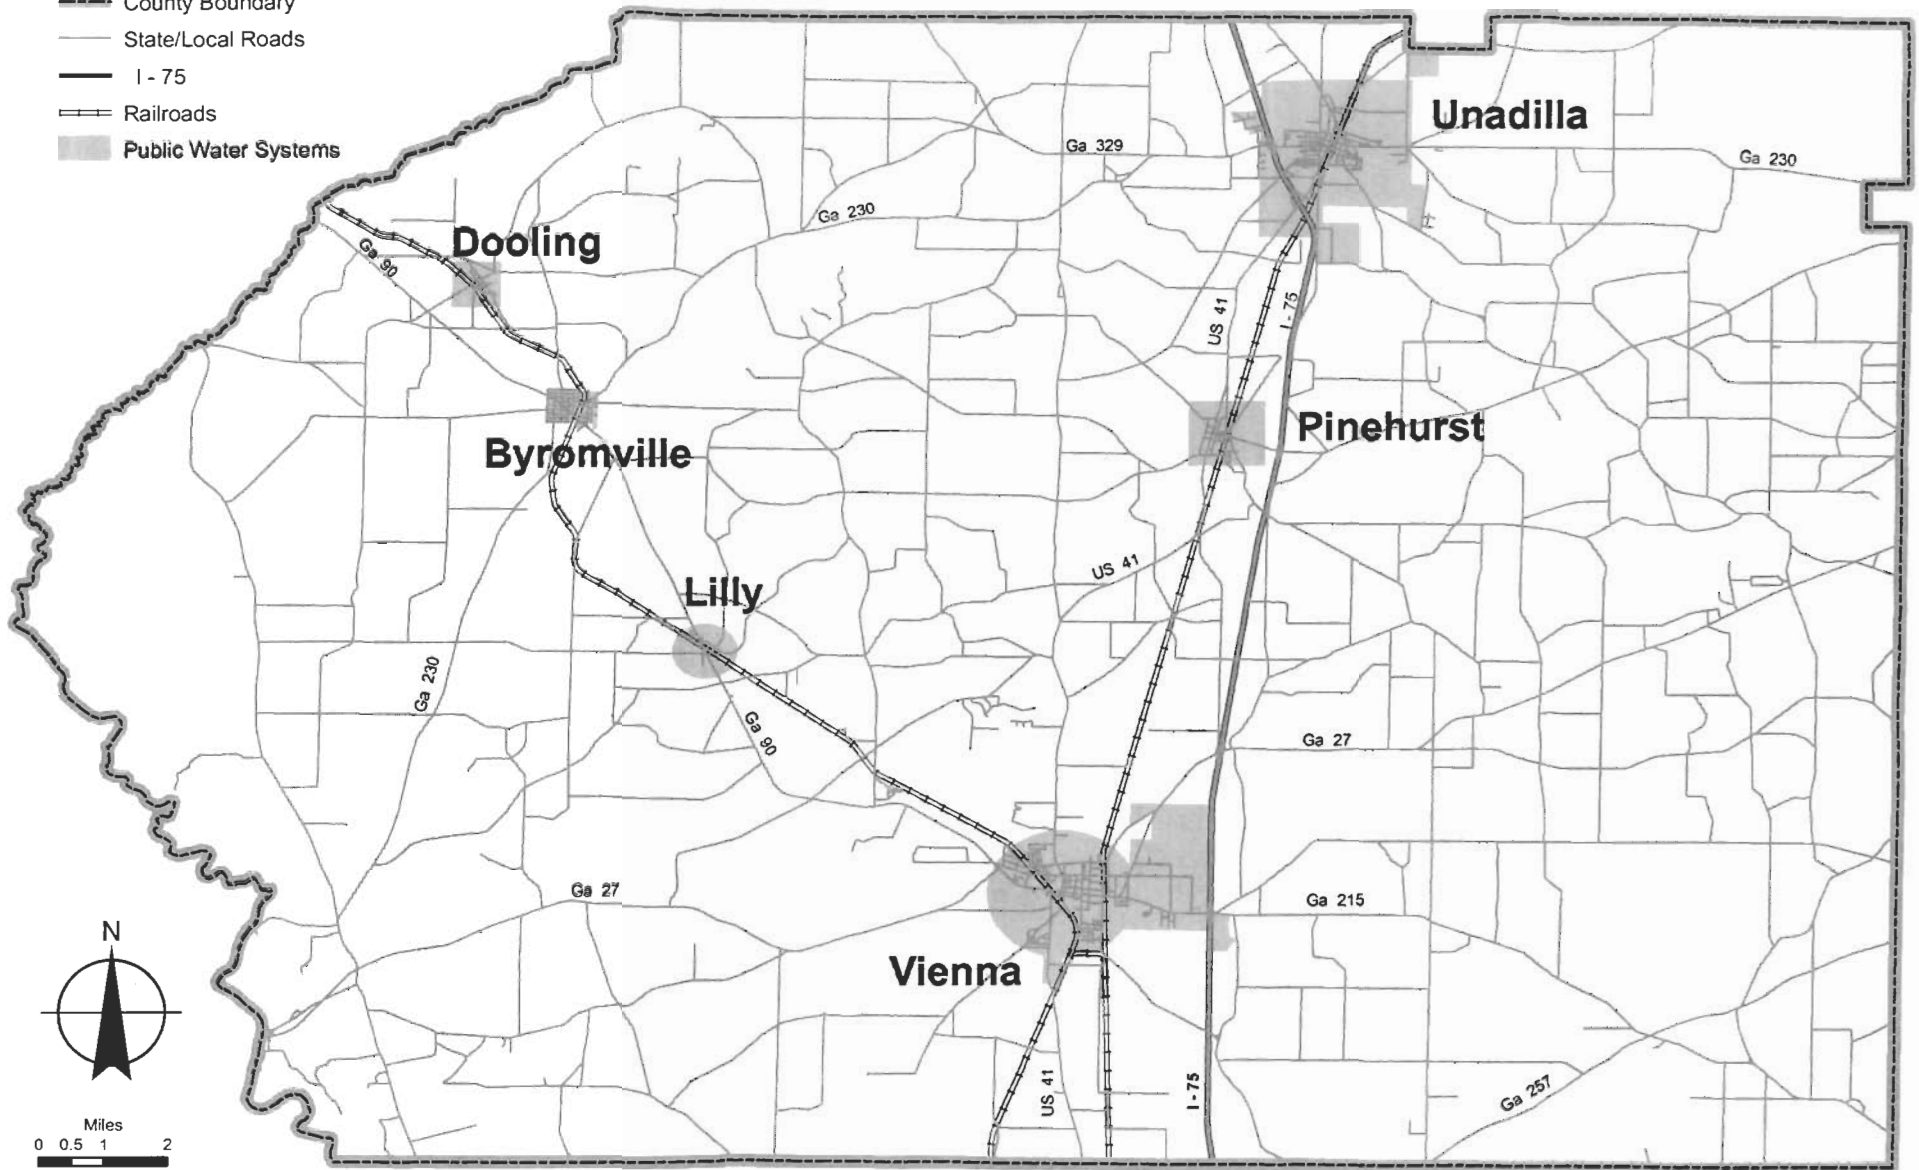 County Boundary
State/Local Roads
I - 75
Railroads
Public Water Systems
Unadilla
Ga 329
Ga 230
Ga 230
Dooling
Ga 90
US 41
I - 75
Pinehurst
Byromville
US 41
Lilly
Ga 230
Ga 90
Ga 27
Ga 27
Ga 215
N
Vienna
US 41
I - 75
Ga 257
Miles
0 0.5 1 2